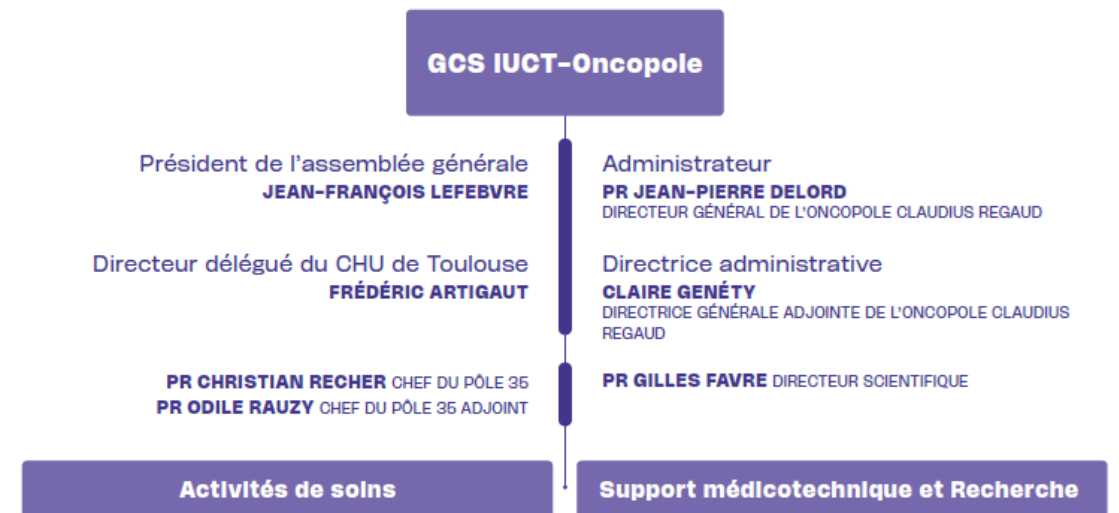 GCS IUCT-Oncopole
Président de l'assemblée générale
JEAN-FRANÇOIS LEFEBVRE
Administrateur
PR JEAN-PIERRE DELORD
DIRECTEUR GÉNÉRAL DE L'ONCOPOLE CLAUDIUS REGAUD
Directeur délégué du CHU de Toulouse
FRÉDÉRIC ARTIGAUT
Directrice administrative
CLAIRE GENÉTY
DIRECTRICE GÉNÉRALE ADJOINTE DE L'ONCOPOLE CLAUDIUS
REGAUD
PR CHRISTIAN RECHER CHEF DU PÔLE 35
PR ODILE RAUZY CHEF DU PÔLE 35 ADJOINT
PR GILLES FAVRE DIRECTEUR SCIENTIFIQUE
Activités de soins
Support médicotechnique et Recherche